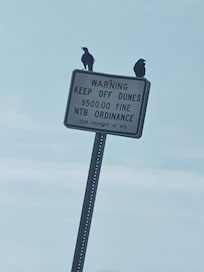 WARNING
KEEP OFF DUNES
$500.00 FINE
NTB ORDINANCE